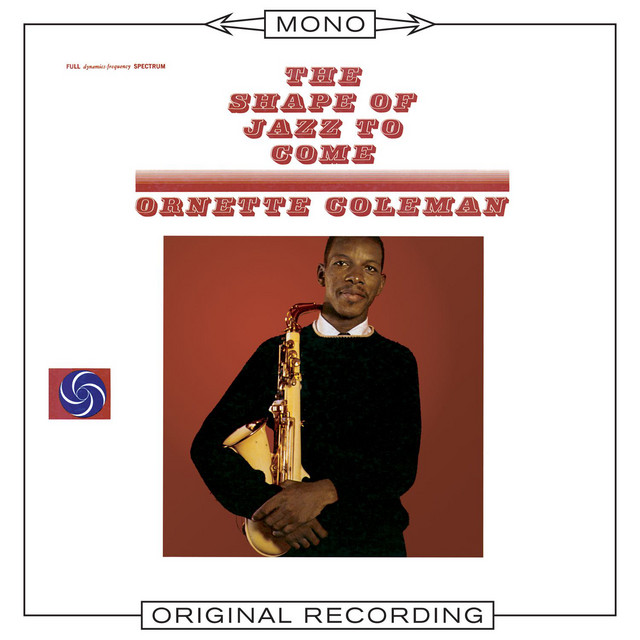 MONO
FULL dynamics-frequency SPECTRUM
THE
SHAPE OF
JAZZ TO
COME
ORNETTE COLEMAN
ORIGINAL RECORDING